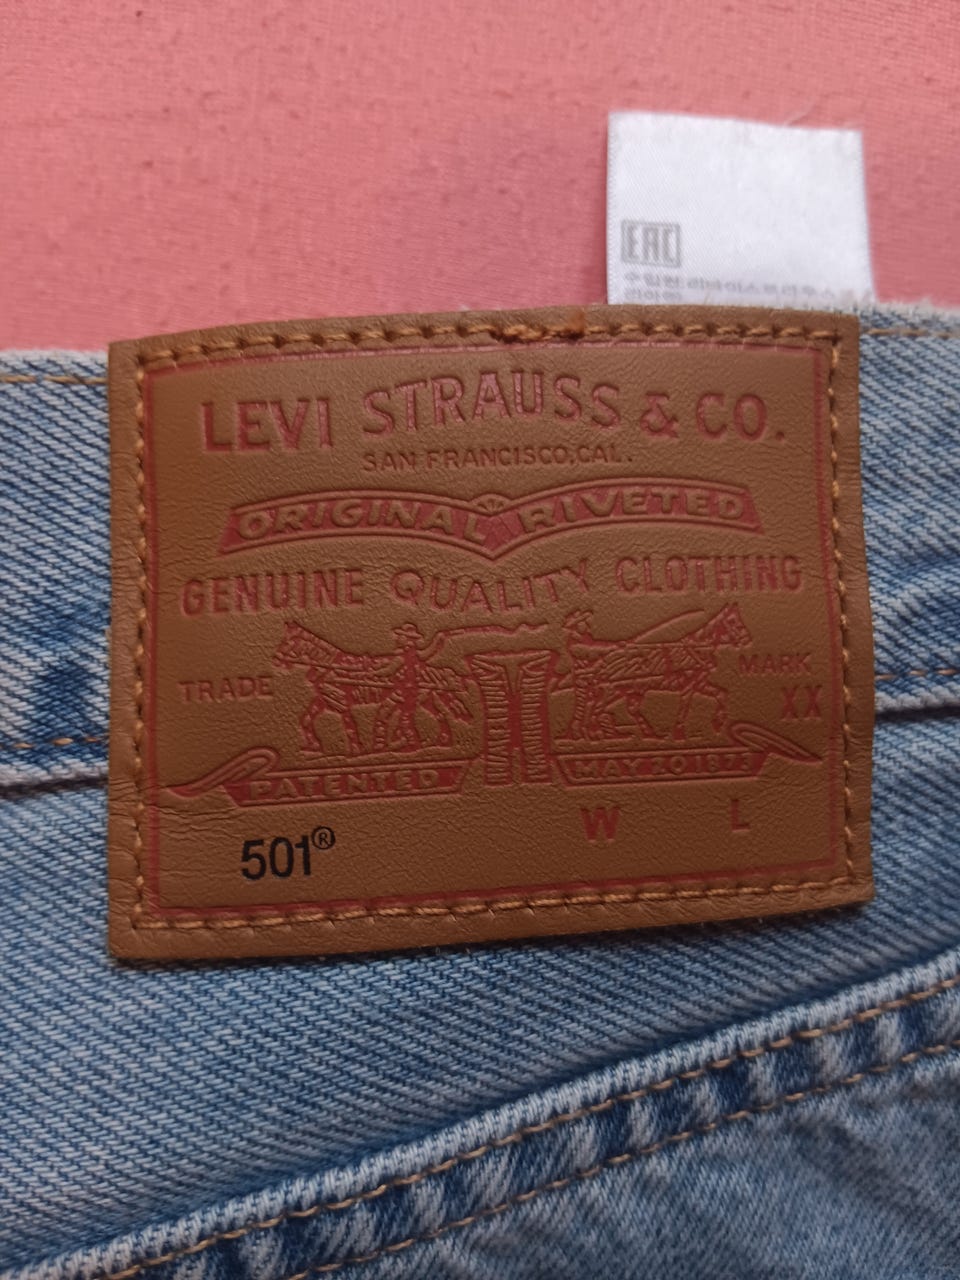 EAC
LEVI STRAUSS & CO.
SAN FRANCISCO, CAL.
ORIGINAL RIVETED
GENUINE QUALITY CLOTHING
TRADE MARK
XX
PATENTED MAY 20 1873
W L
501®